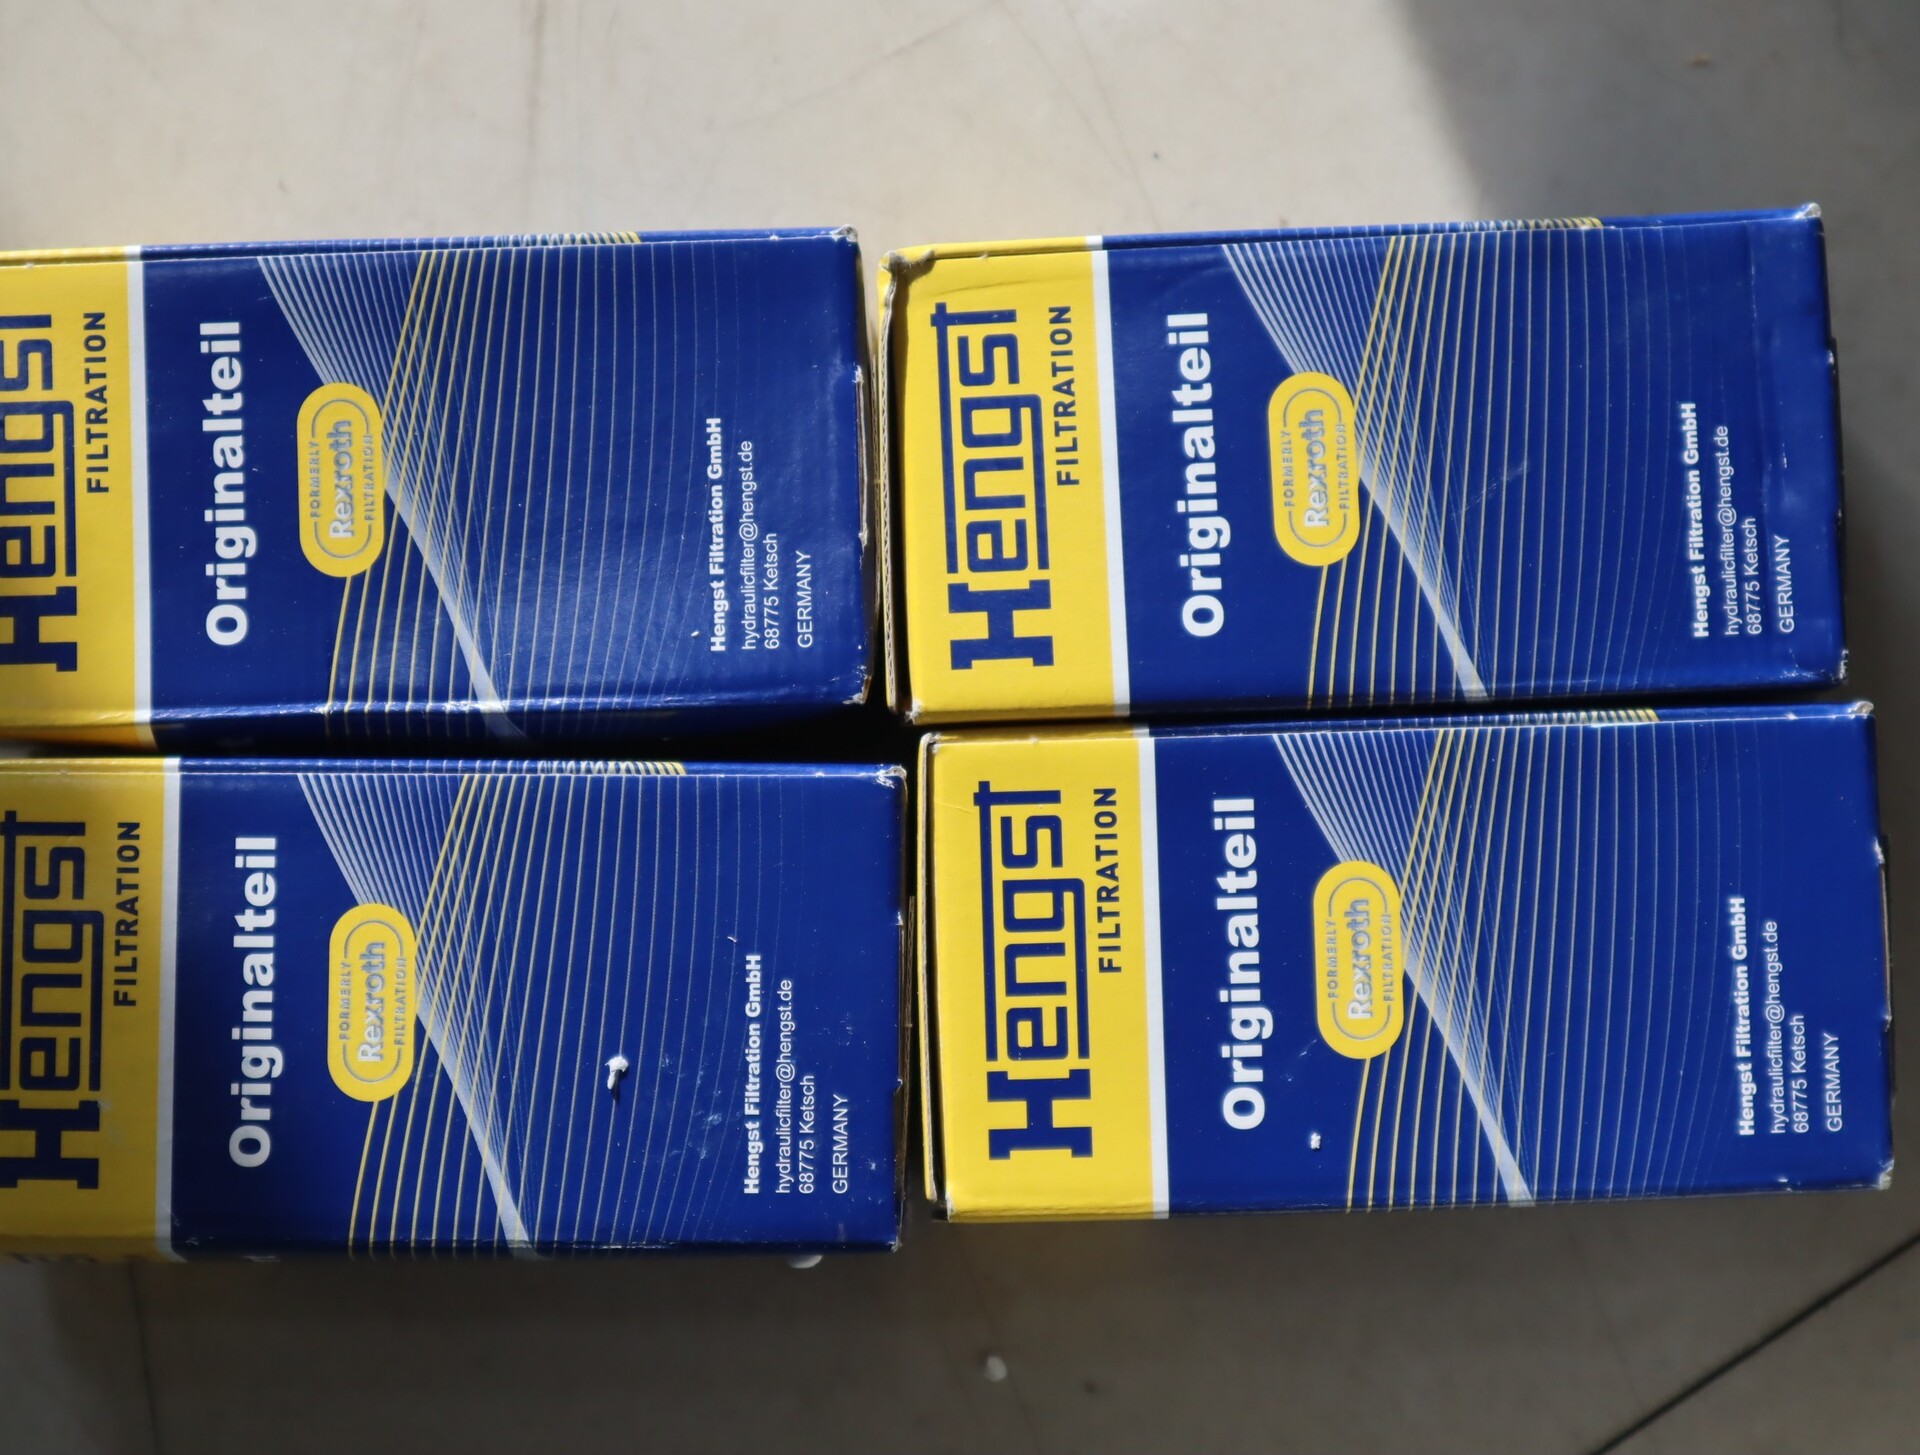 Hengst
FILTRATION
Originalteil
FORMERLY
Rexroth
FILTRATION
Hengst Filtration GmbH
hydraulicfilter@hengst.de
68775 Ketsch
GERMANY
Hengst
FILTRATION
Originalteil
FORMERLY
Rexroth
FILTRATION
Hengst Filtration GmbH
hydraulicfilter@hengst.de
68775 Ketsch
GERMANY
Hengst
FILTRATION
Originalteil
FORMERLY
Rexroth
FILTRATION
Hengst Filtration GmbH
hydraulicfilter@hengst.de
68775 Ketsch
GERMANY
Hengst
FILTRATION
Originalteil
FORMERLY
Rexroth
FILTRATION
Hengst Filtration GmbH
hydraulicfilter@hengst.de
68775 Ketsch
GERMANY